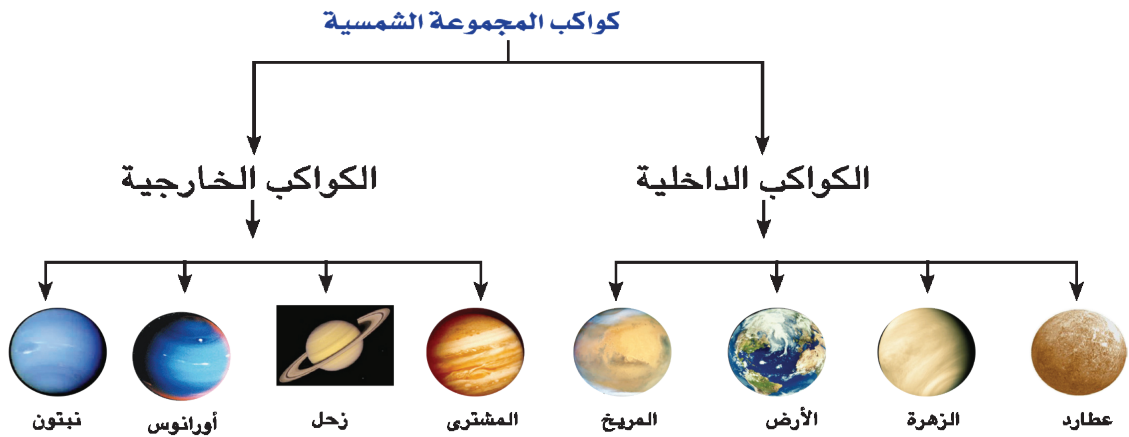 كواكب المجموعة الشمسية
الكواكب الداخلية
الكواكب الخارجية
عطارد
الزهرة
الأرض
المريخ
المشترى
زحل
أورانوس
نبتون